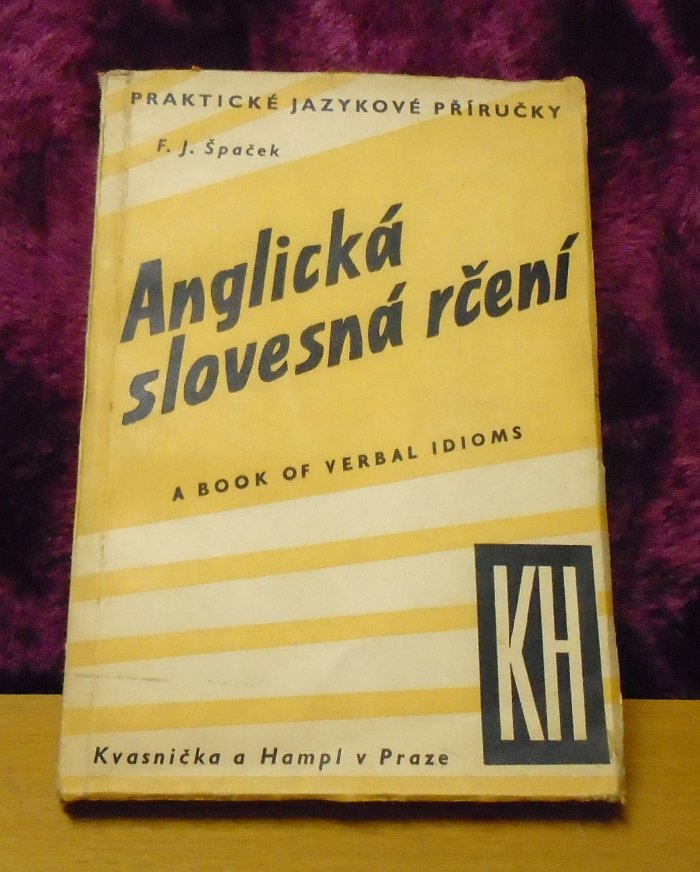 PRAKTICKÉ JAZYKOVÉ PŘÍRUČKY
F. J. Špaček
Anglická
slovesná rčení
A BOOK OF VERBAL IDIOMS
KH
Kvasnička a Hampl v Praze